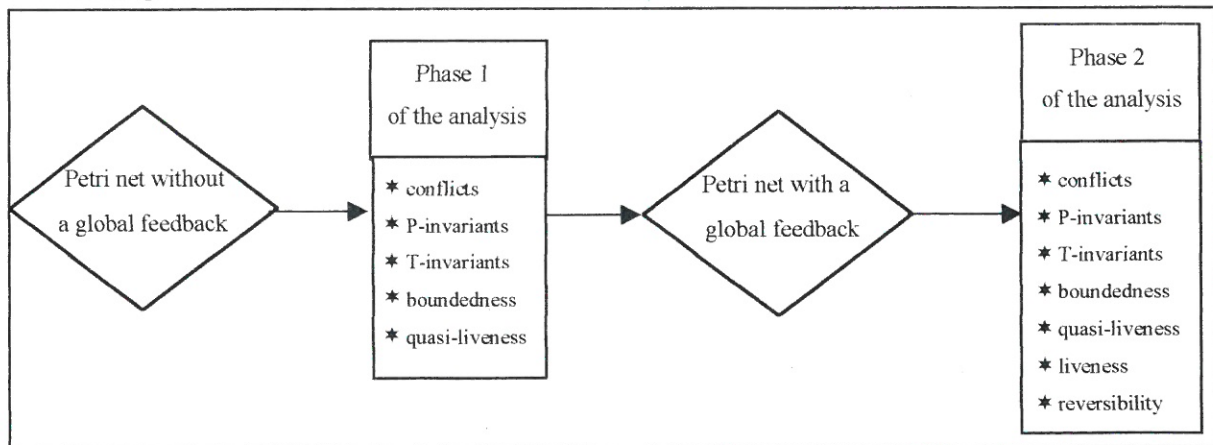 Petri net without
a global feedback
Phase 1
of the analysis
* conflicts
* P-invariants
* T-invariants
* boundedness
* quasi-liveness
Petri net with a
global feedback
Phase 2
of the analysis
* conflicts
* P-invariants
* T-invariants
* boundedness
* quasi-liveness
* liveness
* reversibility